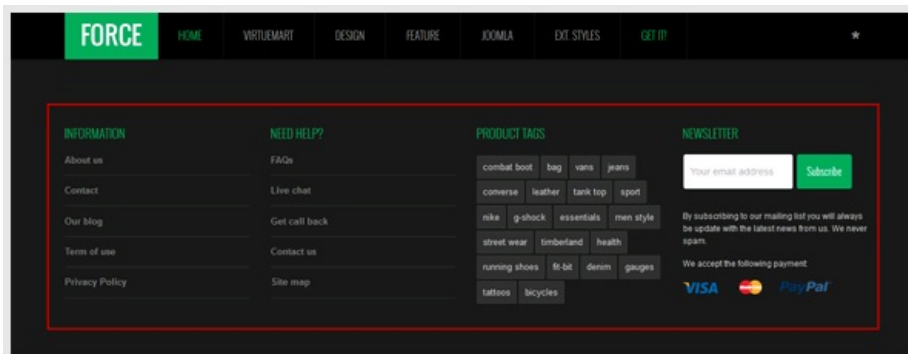 FORCE
HOME
VIRTUEMART
DESIGN
FEATURE
JOOMLA
EXT. STYLES
GET IT!
INFORMATION
About us
Contact
Our blog
Term of use
Privacy Policy
NEED HELP?
FAQs
Live chat
Get call back
Contact us
Site map
PRODUCT TAGS
combat boot bag vans jeans
converse leather tank top sport
nike g-shock essentials men style
street wear timberland health
running shoes fit-bit denim gauges
tattoos bicycles
NEWSLETTER
Your email address Subscribe
By subscribing to our mailing list you will always
be update with the latest news from us. We never
spam.
We accept the following payment:
VISA
PayPal